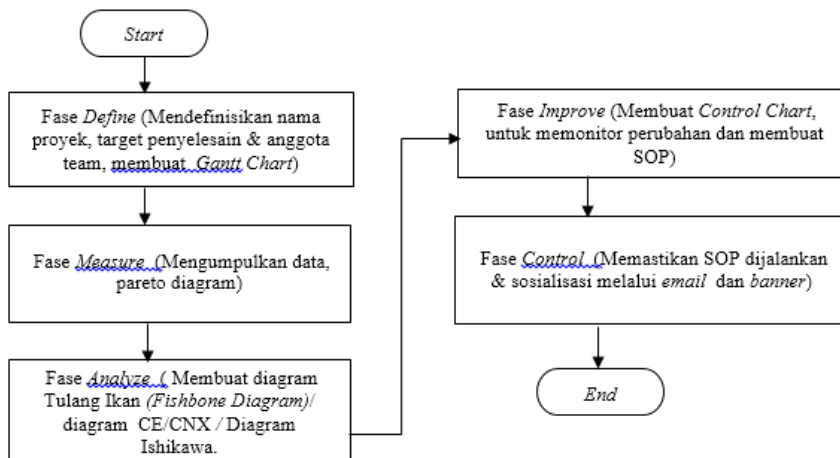 Start
Fase Define (Mendefinisikan nama
proyek, target penyelesain & anggota
team, membuat Gantt Chart)
Fase Measure (Mengumpulkan data,
pareto diagram)
Fase Analyze ( Membuat diagram
Tulang Ikan (Fishbone Diagram)/
diagram CE/CNX / Diagram
Ishikawa.
Fase Improve (Membuat Control Chart,
untuk memonitor perubahan dan membuat
SOP)
Fase Control (Memastikan SOP dijalankan
& sosialisasi melalui email dan banner)
End